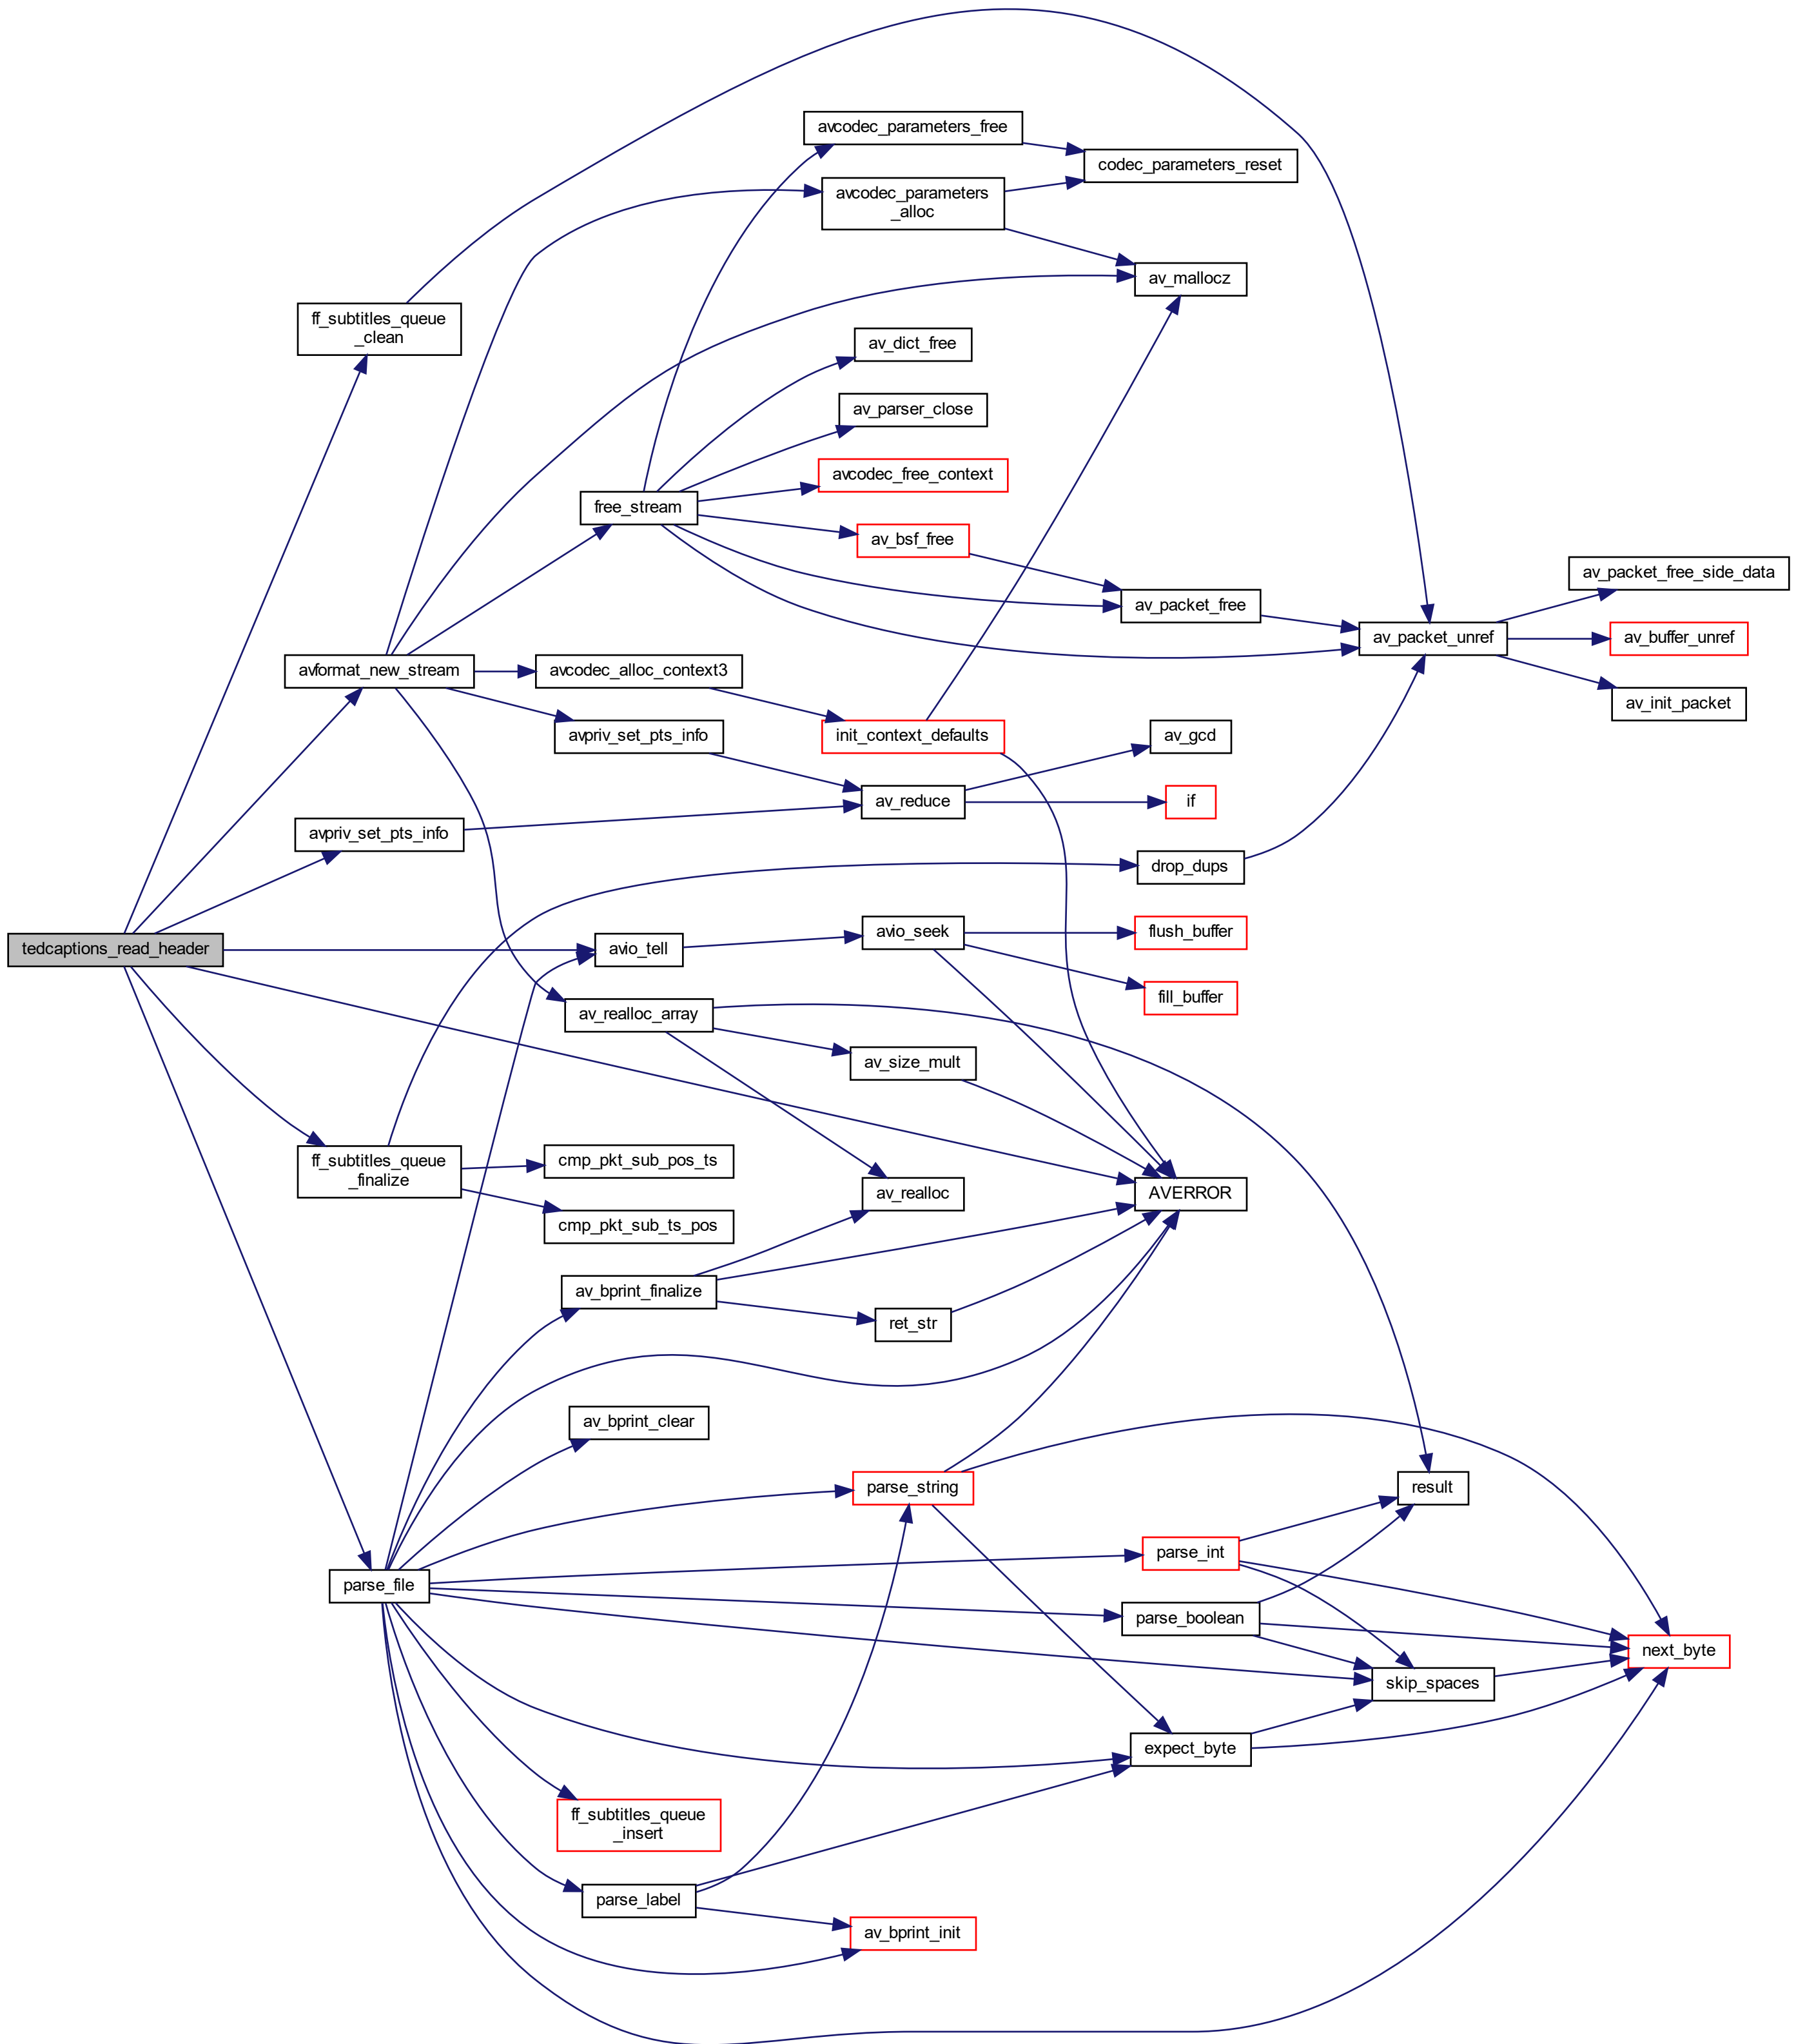 avcodec_parameters_free
codec_parameters_reset
avcodec_parameters
_alloc
av_mallocz
ff_subtitles_queue
_clean
av_dict_free
av_parser_close
avcodec_free_context
free_stream
av_bsf_free
av_packet_free_side_data
av_packet_free
av_packet_unref
av_buffer_unref
avformat_new_stream
avcodec_alloc_context3
av_init_packet
avpriv_set_pts_info
init_context_defaults
av_gcd
av_reduce
if
avpriv_set_pts_info
drop_dups
tedcaptions_read_header
avio_tell
avio_seek
flush_buffer
fill_buffer
av_realloc_array
av_size_mult
ff_subtitles_queue
_finalize
cmp_pkt_sub_pos_ts
av_realloc
AVERROR
cmp_pkt_sub_ts_pos
av_bprint_finalize
ret_str
av_bprint_clear
parse_string
result
parse_int
parse_file
parse_boolean
next_byte
skip_spaces
expect_byte
ff_subtitles_queue
_insert
parse_label
av_bprint_init